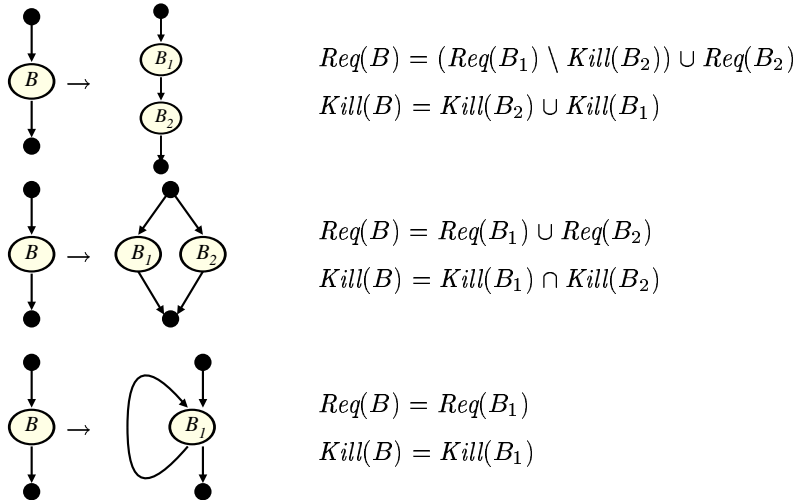 B → B₁ B₂
Req(B) = (Req(B₁) \ Kill(B₂)) ∪ Req(B₂)
Kill(B) = Kill(B₂) ∪ Kill(B₁)
B → B₁ B₂
Req(B) = Req(B₁) ∪ Req(B₂)
Kill(B) = Kill(B₁) ∩ Kill(B₂)
B → B₁
Req(B) = Req(B₁)
Kill(B) = Kill(B₁)